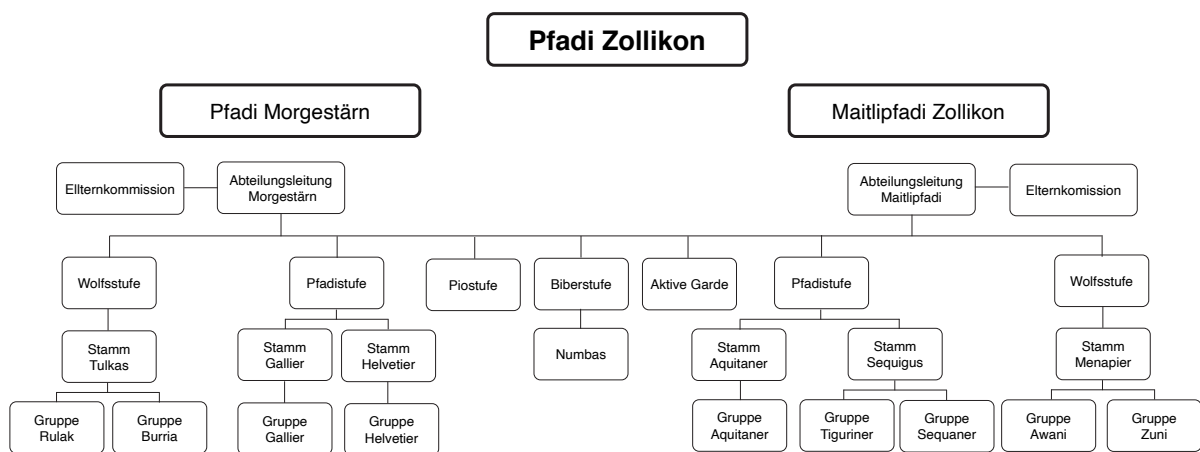 Pfadi Zollikon
Pfadi Morgestärn
Maitlipfadi Zollikon
Ellternkommission
Abteilungsleitung
Morgestärn
Abteilungsleitung
Maitlipfadi
Elternkomission
Wolfsstufe
Pfadistufe
Piostufe
Biberstufe
Aktive Garde
Pfadistufe
Wolfsstufe
Stamm
Tulkas
Stamm
Gallier
Stamm
Helvetier
Numbas
Stamm
Aquitaner
Stamm
Sequigus
Stamm
Menapier
Gruppe
Rulak
Gruppe
Burria
Gruppe
Gallier
Gruppe
Helvetier
Gruppe
Aquitaner
Gruppe
Tiguriner
Gruppe
Sequaner
Gruppe
Awani
Gruppe
Zuni